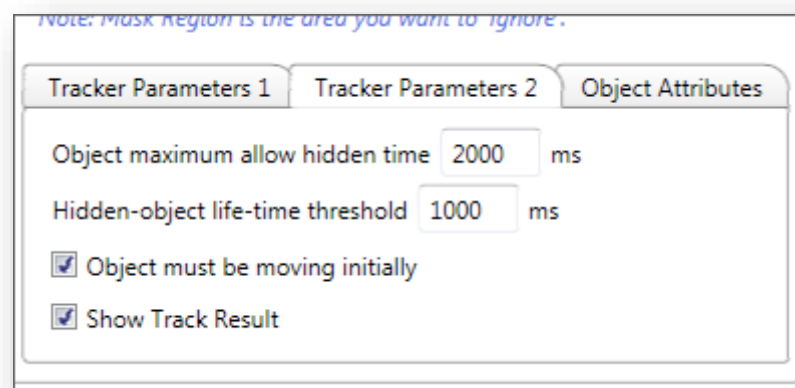 Note: Mask Region is the area you want to 'ignore'.
Tracker Parameters 1 Tracker Parameters 2 Object Attributes
Object maximum allow hidden time 2000 ms
Hidden-object life-time threshold 1000 ms
Object must be moving initially
Show Track Result